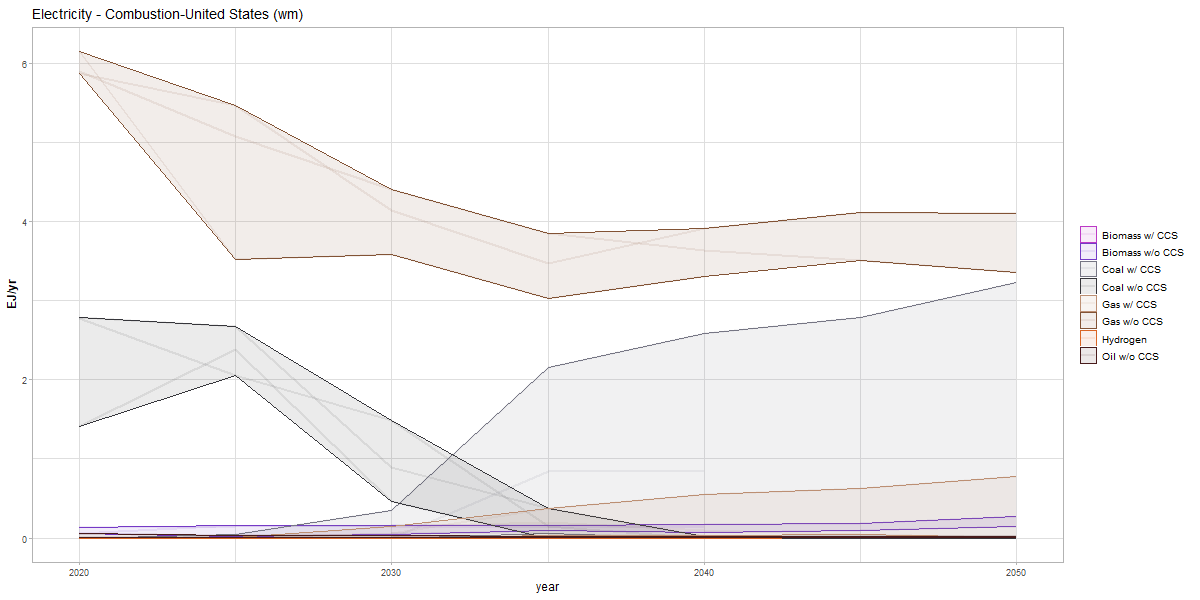 Electricity - Combustion-United States (wm)
EJ/yr
6
4
2
0
2020
2030
2040
2050
year
Biomass w/ CCS
Biomass w/o CCS
Coal w/ CCS
Coal w/o CCS
Gas w/ CCS
Gas w/o CCS
Hydrogen
Oil w/o CCS